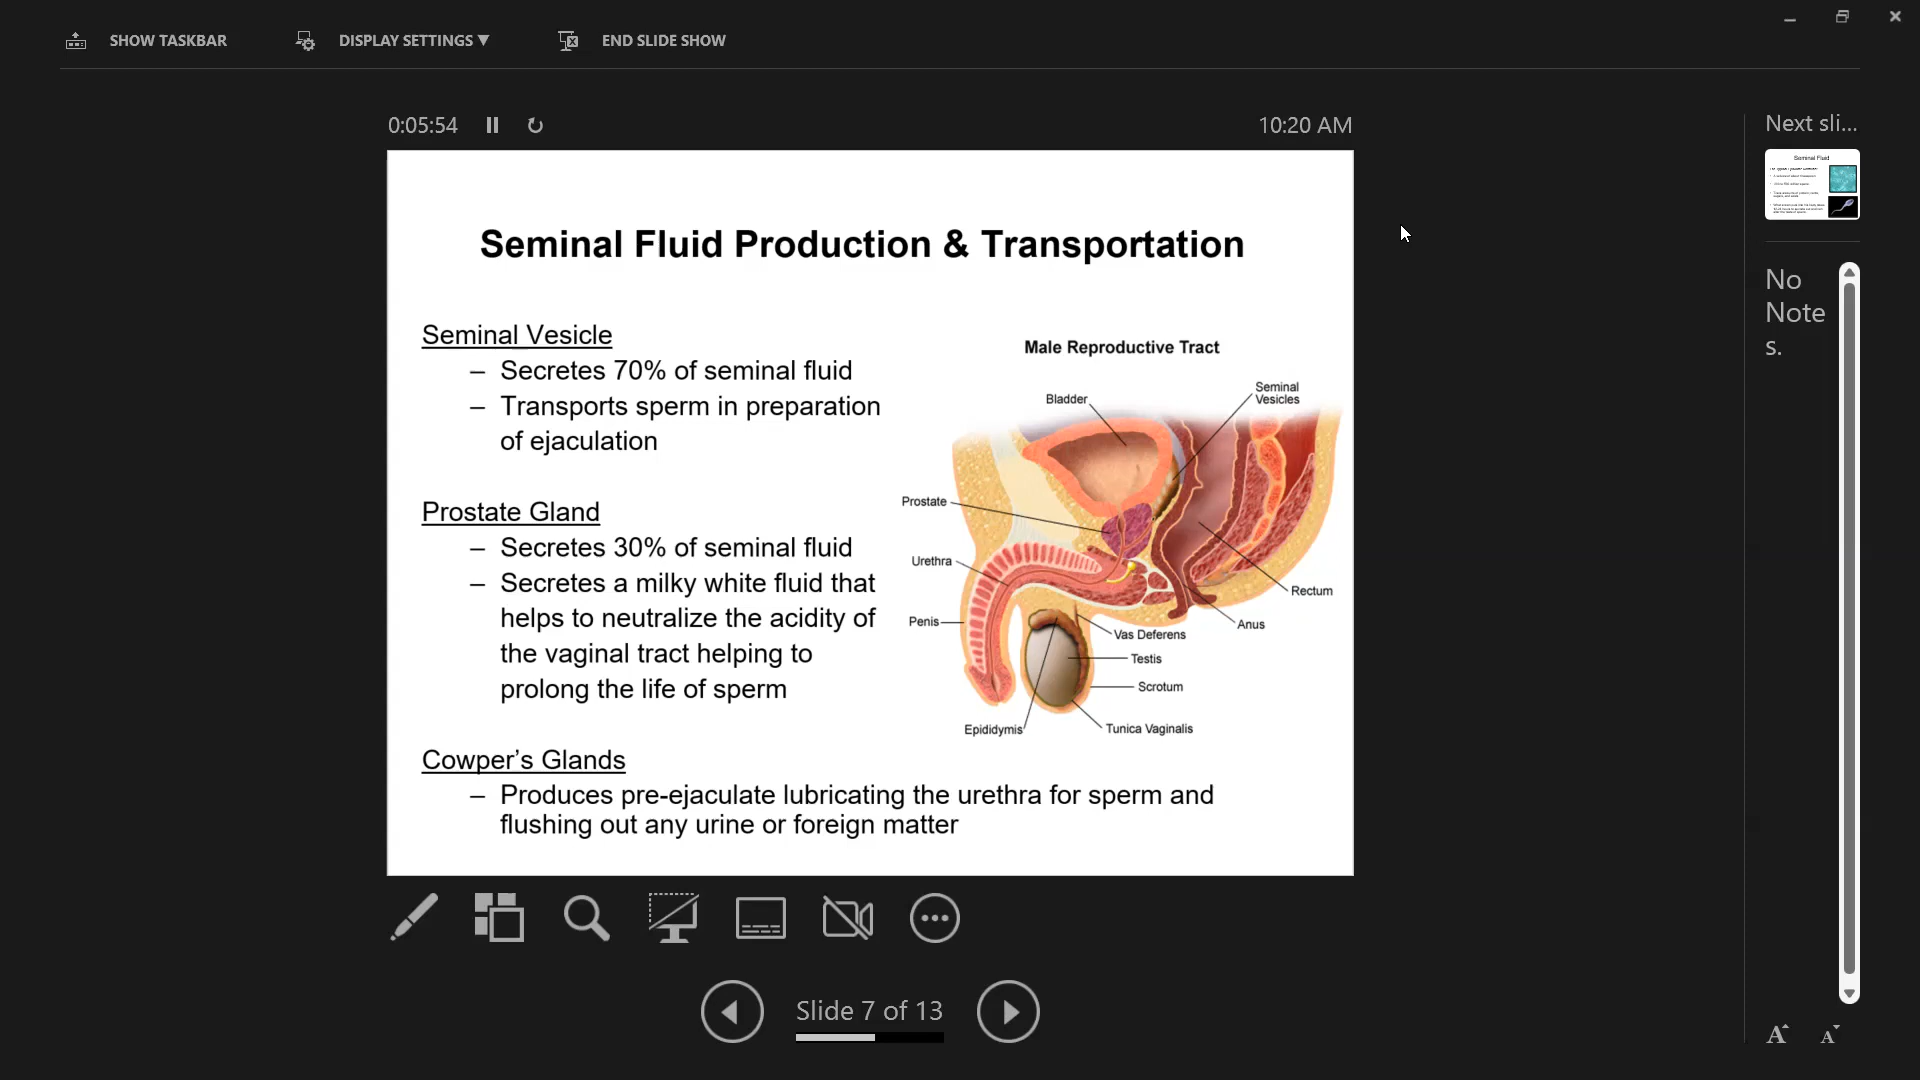 SHOW TASKBAR
DISPLAY SETTINGS ▼
END SLIDE SHOW
0:05:54
10:20 AM
Next sli...
Seminal Fluid Production & Transportation
Seminal Vesicle
– Secretes 70% of seminal fluid
– Transports sperm in preparation
of ejaculation
Prostate Gland
– Secretes 30% of seminal fluid
– Secretes a milky white fluid that
helps to neutralize the acidity of
the vaginal tract helping to
prolong the life of sperm
Cowper’s Glands
– Produces pre-ejaculate lubricating the urethra for sperm and
flushing out any urine or foreign matter
Male Reproductive Tract
Bladder
Seminal
Vesicles
Prostate
Urethra
Penis
Rectum
Anus
Vas Deferens
Testis
Scrotum
Epididymis
Tunica Vaginalis
Seminal Fluid
No
Note
s.
Slide 7 of 13
A A